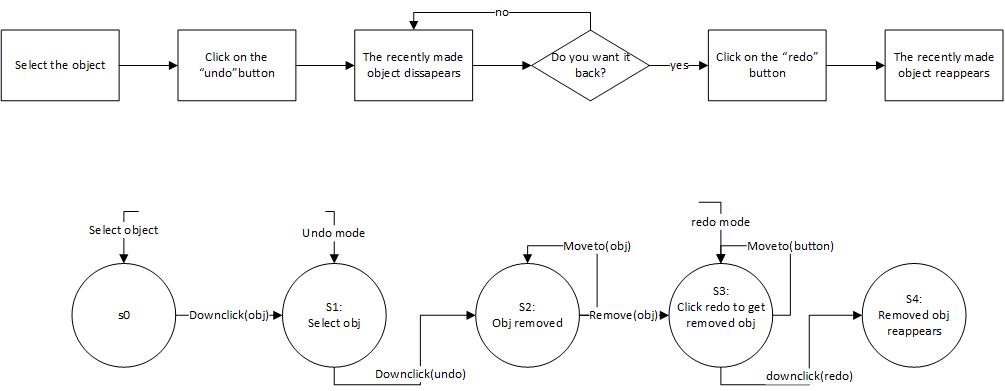 no
Select the object
Click on the
“undo”button
The recently made
object dissapears
Do you want it
back?
yes
Click on the “redo”
button
The recently made
object reappears
Select object
Undo mode
redo mode
Moveto(obj)
Moveto(button)
s0
Downclick(obj)
S1:
Select obj
S2:
Obj removed
Remove(obj)
S3:
Click redo to get
removed obj
S4:
Removed obj
reappears
Downclick(undo)
downclick(redo)